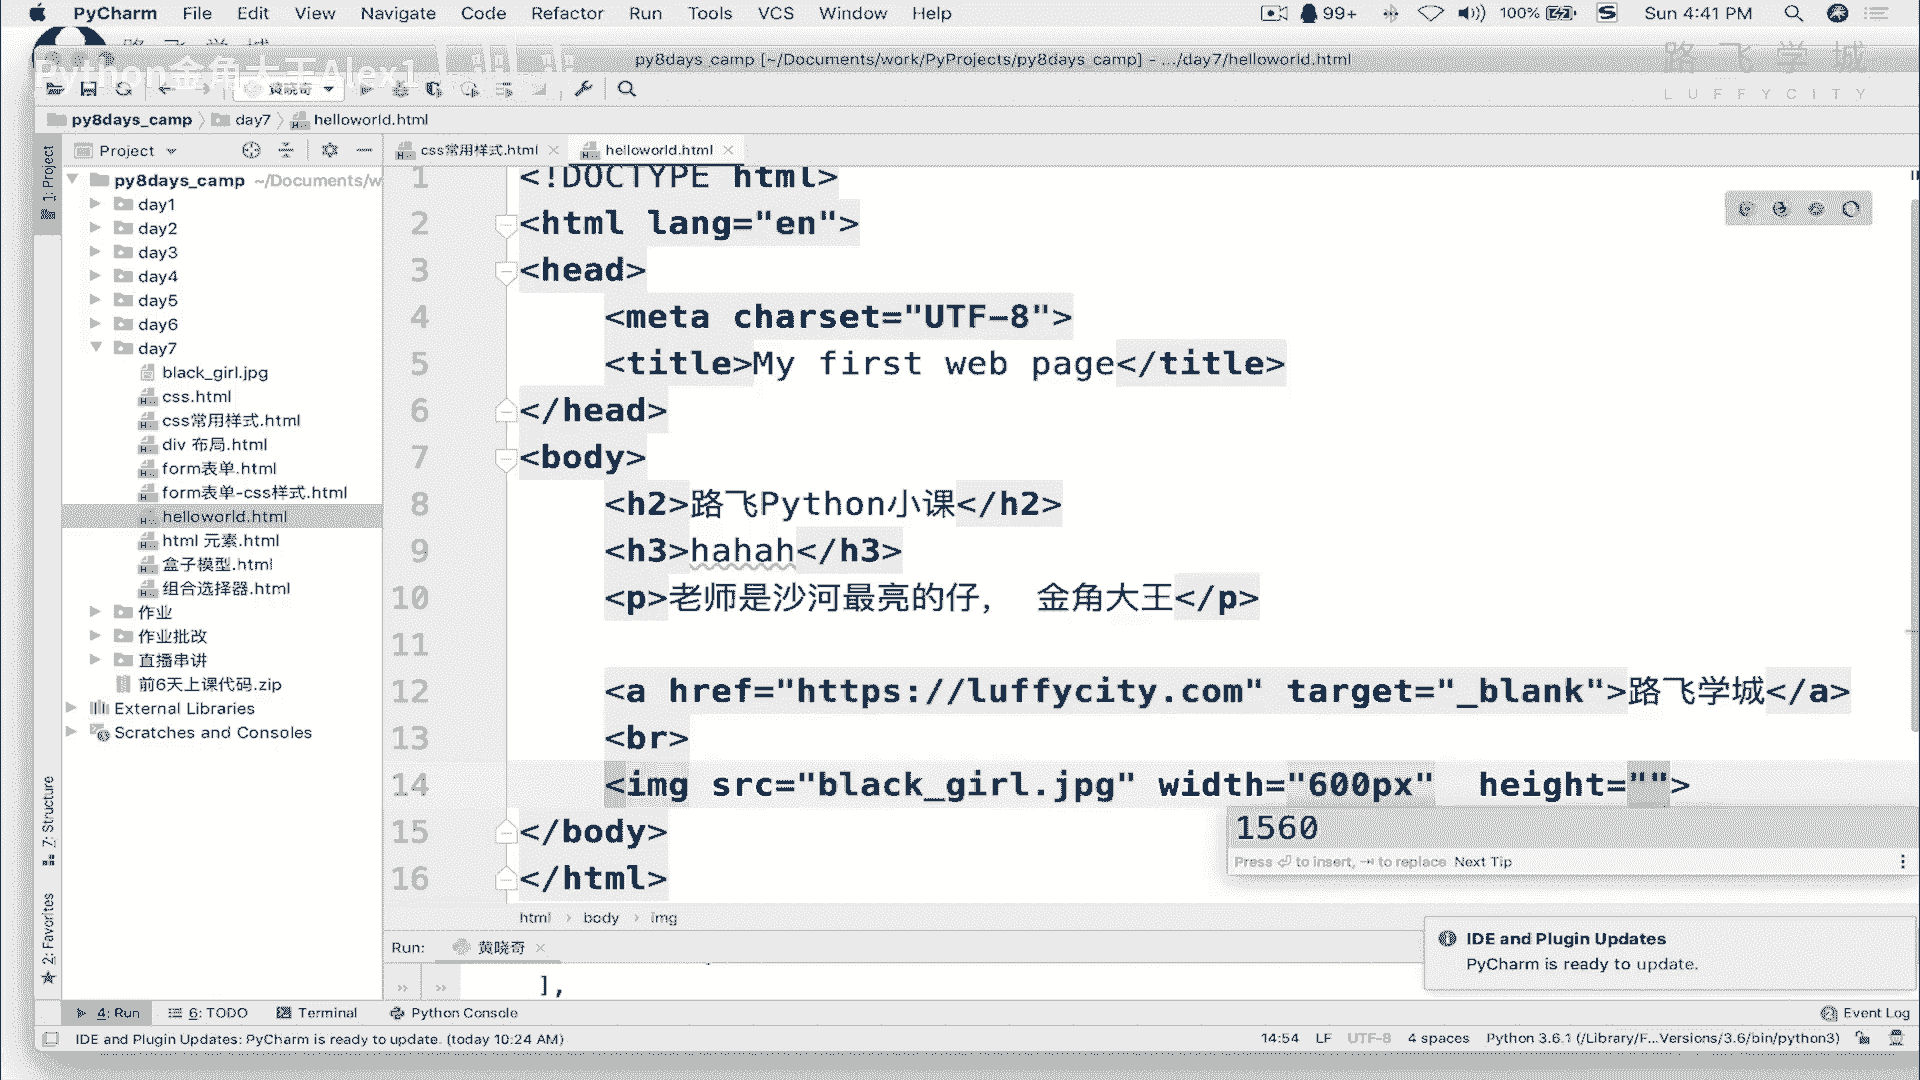 PyCharm File Edit View Navigate Code Refactor Run Tools VCS Window Help 99+ 100% Sun 4:41 PM
py8days_camp [~/Documents/work/PyProjects/py8days_camp] - .../day7/helloworld.html
Python金角大王Alex1
路飞学城
LUFFYCITY
py8days_camp day7 helloworld.html
Project
css常用样式.html helloworld.html
1: Project
py8days_camp ~/Documents/w
day1
day2
day3
day4
day5
day6
day7
black_girl.jpg
css.html
css常用样式.html
div 布局.html
form表单.html
form表单-css样式.html
helloworld.html
html 元素.html
盒子模型.html
组合选择器.html
作业
作业批改
直播串讲
前6天上课代码.zip
External Libraries
Scratches and Consoles
7: Structure
2: Favorites
1 <!DOCTYPE html>
2 <html lang="en">
3 <head>
4 <meta charset="UTF-8">
5 <title>My first web page</title>
6 </head>
7 <body>
8 <h2>路飞Python小课</h2>
9 <h3>hahah</h3>
10 <p>老师是沙河最亮的仔， 金角大王</p>
11
12 <a href="https://luffycity.com" target="_blank">路飞学城</a>
13 <br>
14 <img src="black_girl.jpg" width="600px" height="">
15 </body>
16 </html>
1560
Press ⏎ to insert, ⇥ to replace Next Tip
html › body › img
Run: 黄晓奇
],
IDE and Plugin Updates
PyCharm is ready to update.
4: Run 6: TODO Terminal Python Console Event Log
IDE and Plugin Updates: PyCharm is ready to update. (today 10:24 AM) 14:54 LF UTF-8 4 spaces Python 3.6.1 (/Library/F...Versions/3.6/bin/python3)